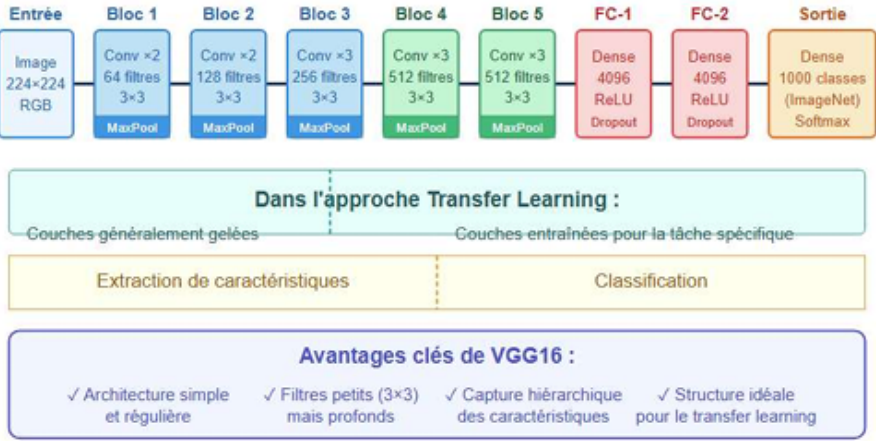 Entrée Bloc 1 Bloc 2 Bloc 3 Bloc 4 Bloc 5 FC-1 FC-2 Sortie
Image
224×224
RGB
Conv ×2
64 filtres
3×3
MaxPool
Conv ×2
128 filtres
3×3
MaxPool
Conv ×3
256 filtres
3×3
MaxPool
Conv ×3
512 filtres
3×3
MaxPool
Conv ×3
512 filtres
3×3
MaxPool
Dense
4096
ReLU
Dropout
Dense
4096
ReLU
Dropout
Dense
1000 classes
(ImageNet)
Softmax
Dans l'approche Transfer Learning :
Couches généralement gelées
Couches entraînées pour la tâche spécifique
Extraction de caractéristiques
Classification
Avantages clés de VGG16 :
✓ Architecture simple
et régulière
✓ Filtres petits (3×3)
mais profonds
✓ Capture hiérarchique
des caractéristiques
✓ Structure idéale
pour le transfer learning